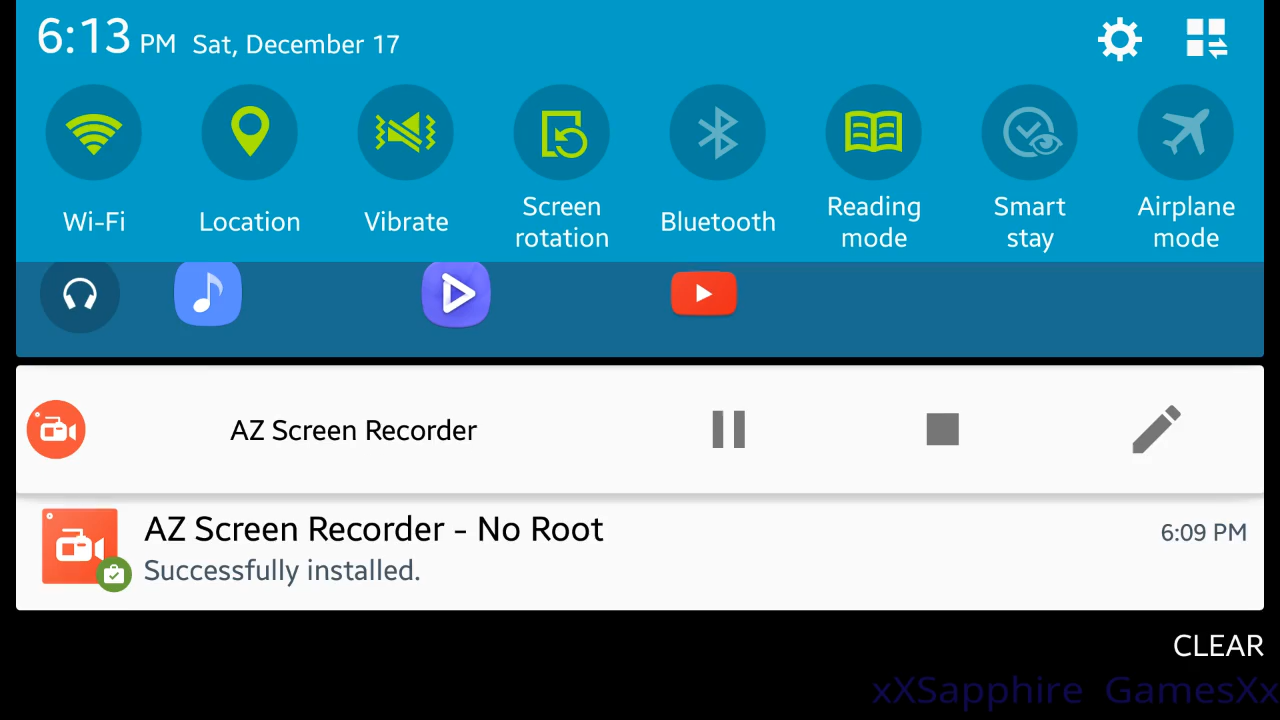 6:13 PM Sat, December 17
Wi-Fi Location Vibrate Screen rotation Bluetooth Reading mode Smart stay Airplane mode
AZ Screen Recorder
AZ Screen Recorder - No Root 6:09 PM
Successfully installed.
CLEAR
xXSapphire GamesXx